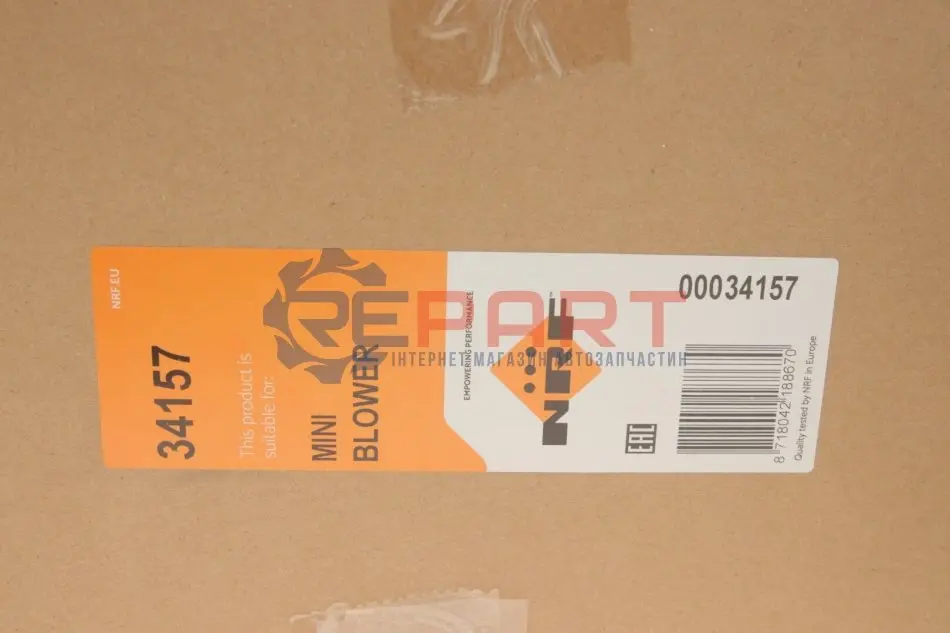 NRF.EU
34157
This product is
suitable for:
MINI
BLOWER
EMPOWERING PERFORMANCE
NRF™
EAC
00034157
8 718042 188670
Quality tested by NRF in Europe
REPART
ІНТЕРНЕТ МАГАЗИН АВТОЗАПЧАСТИН